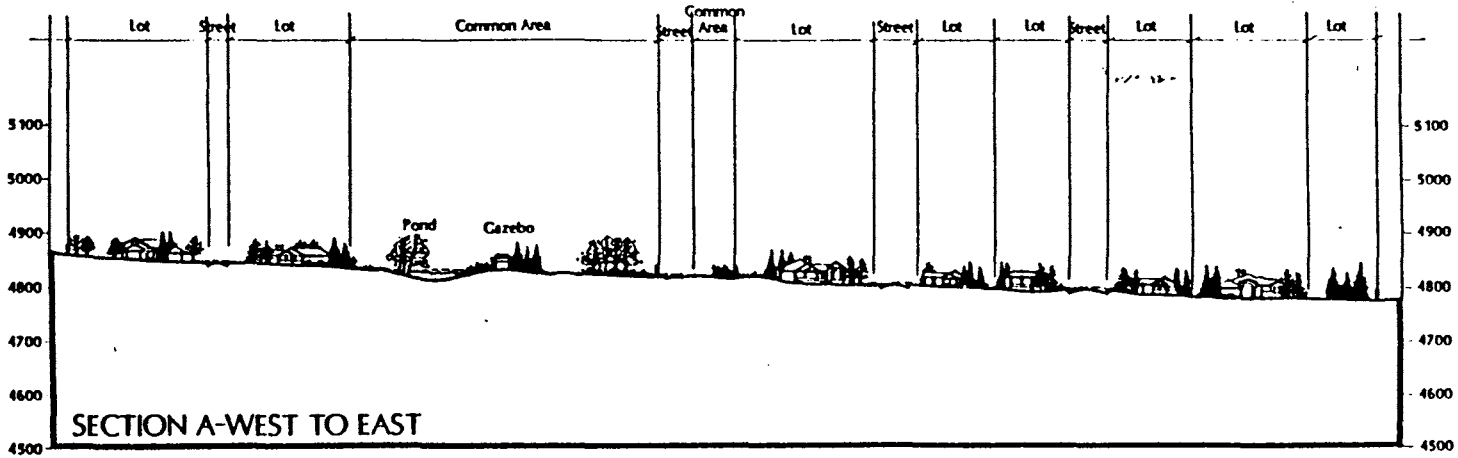 Lot Street Lot Common Area Street Common Area Lot Street Lot Lot Street Lot Lot Lot
5100 5100
5000 5000
4900 Pond Gazebo 4900
4800 4800
4700 4700
4600 4600
SECTION A-WEST TO EAST
4500 4500